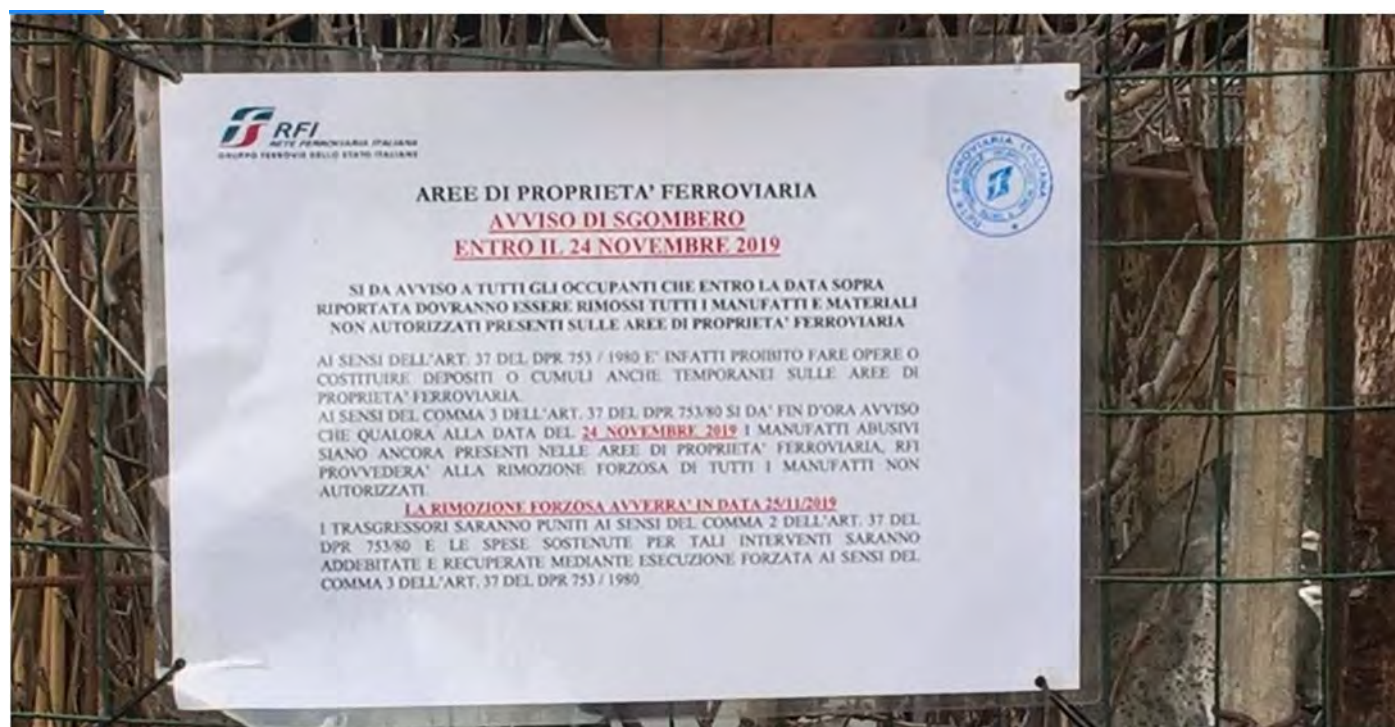 RFI
RETE FERROVIARIA ITALIANA
GRUPPO FERROVIE DELLO STATO ITALIANE
FERROVIARIA ITALIANA
AREE DI PROPRIETA' FERROVIARIA
AVVISO DI SGOMBERO
ENTRO IL 24 NOVEMBRE 2019
SI DA AVVISO A TUTTI GLI OCCUPANTI CHE ENTRO LA DATA SOPRA
RIPORTATA DOVRANNO ESSERE RIMOSSI TUTTI I MANUFATTI E MATERIALI
NON AUTORIZZATI PRESENTI SULLE AREE DI PROPRIETA' FERROVIARIA
AI SENSI DELL'ART. 37 DEL DPR 753 / 1980 E' INFATTI PROIBITO FARE OPERE O
COSTITUIRE DEPOSITI O CUMULI ANCHE TEMPORANEI SULLE AREE DI
PROPRIETA' FERROVIARIA.
AI SENSI DEL COMMA 3 DELL'ART. 37 DEL DPR 753/80 SI DA' FIN D'ORA AVVISO
CHE QUALORA ALLA DATA DEL 24 NOVEMBRE 2019 I MANUFATTI ABUSIVI
SIANO ANCORA PRESENTI NELLE AREE DI PROPRIETA' FERROVIARIA, RFI
PROVVEDERA' ALLA RIMOZIONE FORZOSA DI TUTTI I MANUFATTI NON
AUTORIZZATI.
LA RIMOZIONE FORZOSA AVVERRA' IN DATA 25/11/2019
I TRASGRESSORI SARANNO PUNITI AI SENSI DEL COMMA 2 DELL'ART. 37 DEL
DPR 753/80 E LE SPESE SOSTENUTE PER TALI INTERVENTI SARANNO
ADDEBITATE E RECUPERATE MEDIANTE ESECUZIONE FORZATA AI SENSI DEL
COMMA 3 DELL'ART. 37 DEL DPR 753 / 1980